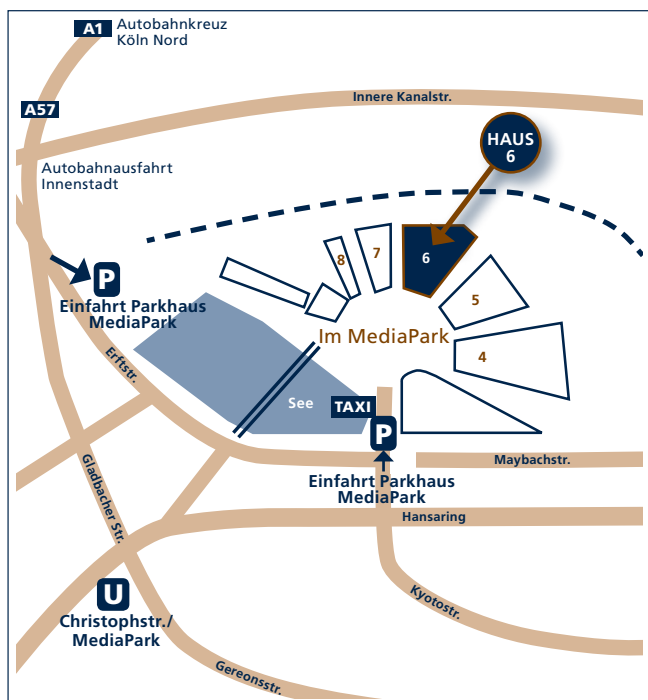 A1
Autobahnkreuz
Köln Nord
A57
Innere Kanalstr.
HAUS
6
Autobahnausfahrt
Innenstadt
P
Einfahrt Parkhaus
MediaPark
8
7
6
5
4
Im MediaPark
Erftstr.
See
TAXI
P
Einfahrt Parkhaus
MediaPark
Maybachstr.
Hansaring
Gladbacher Str.
U
Christophstr./
MediaPark
Kyotostr.
Gereonsstr.